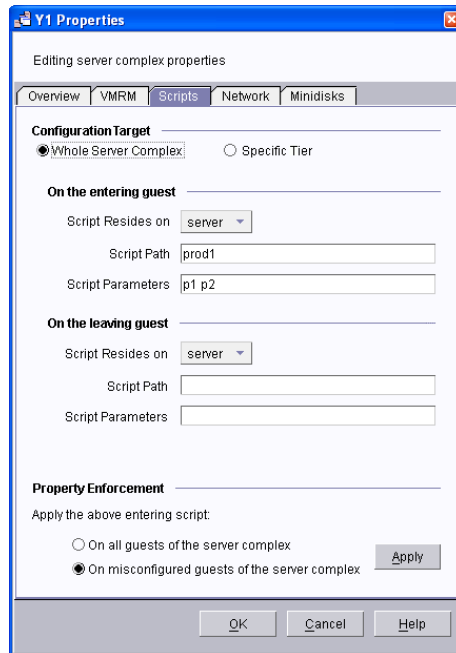 Y1 Properties
Editing server complex properties
Overview VMRM Scripts Network Minidisks
Configuration Target
Whole Server Complex Specific Tier
On the entering guest
Script Resides on server
Script Path prod1
Script Parameters p1 p2
On the leaving guest
Script Resides on server
Script Path
Script Parameters
Property Enforcement
Apply the above entering script:
On all guests of the server complex
On misconfigured guests of the server complex Apply
OK Cancel Help